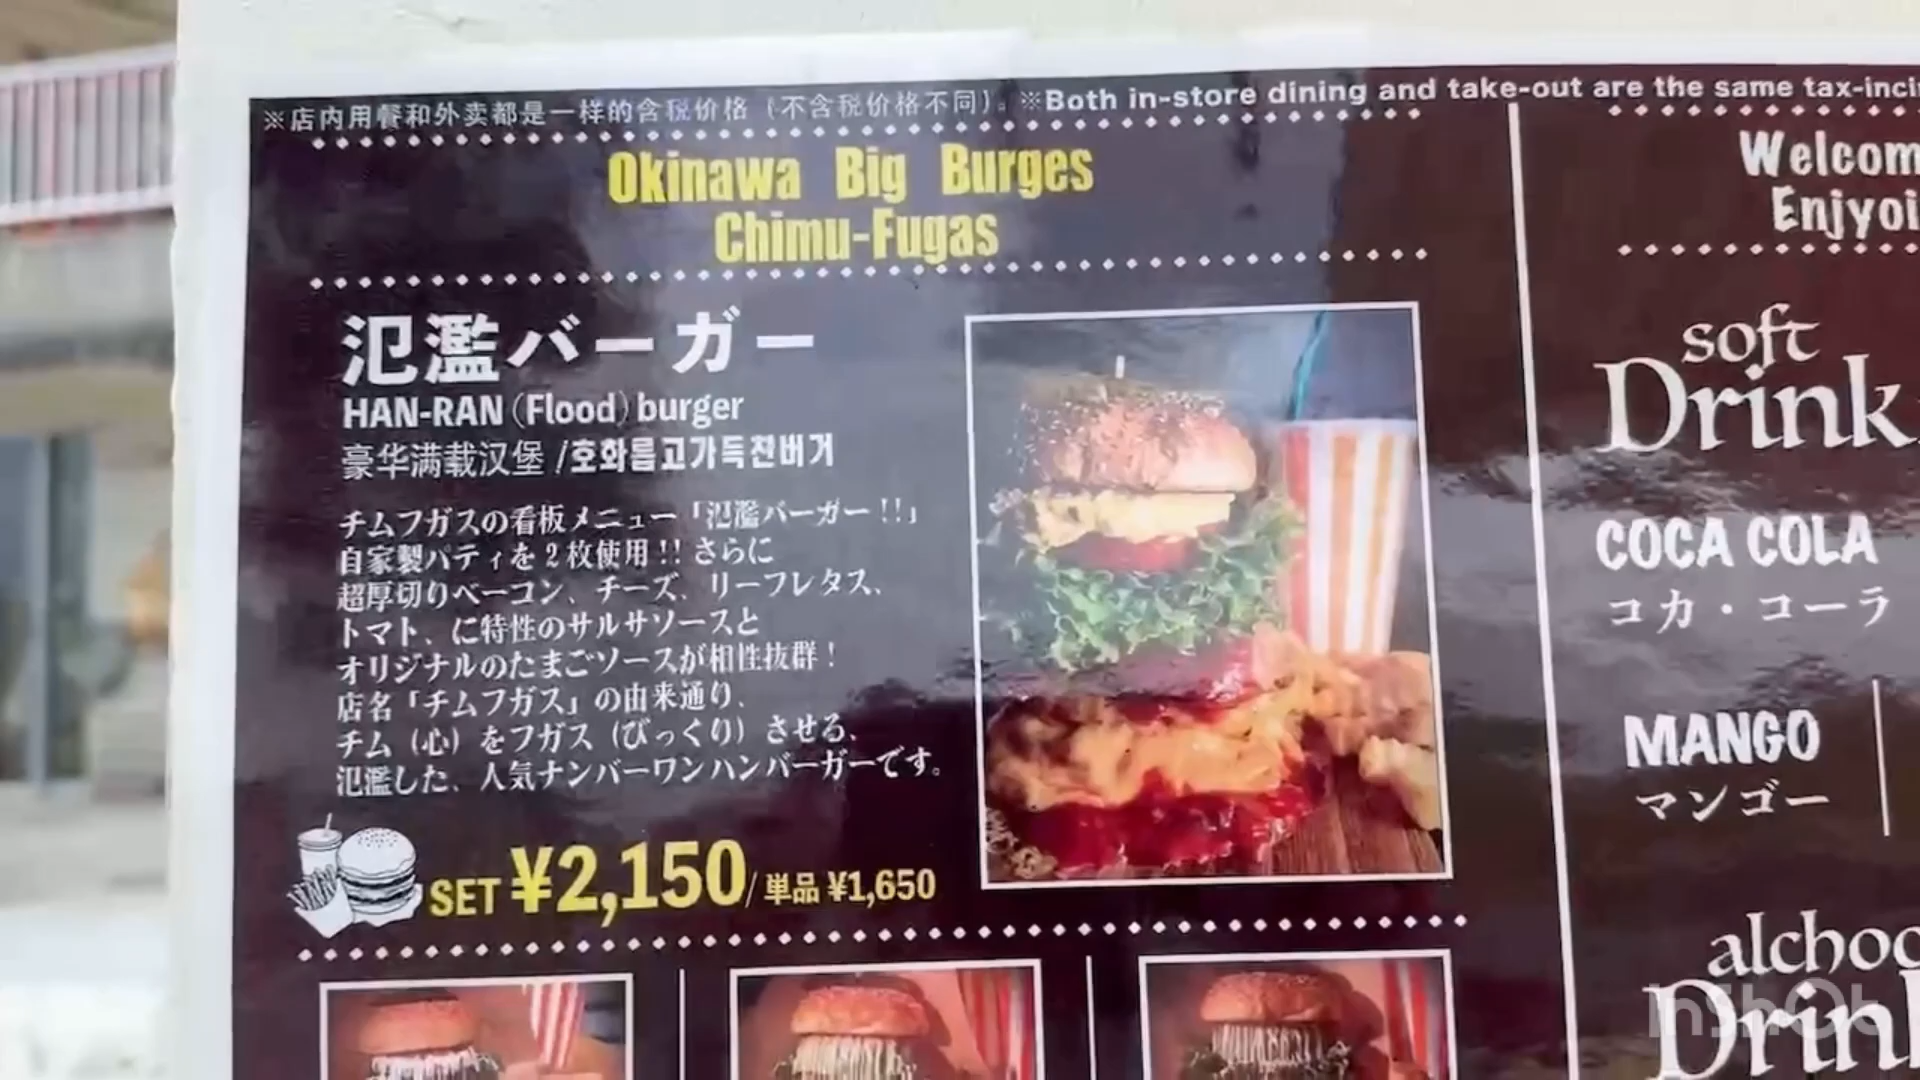 ※店内用餐和外卖都是一样的含税价格（不含税价格不同）。※Both in-store dining and take-out are the same
Okinawa Big Burges
Chimu-Fugas
氾濫バーガー
HAN-RAN（Flood）burger
豪华满载汉堡 /호화롭고가득찬버거
チムフガスの看板メニュー「氾濫バーガー!!」
自家製パティを2枚使用!! さらに
超厚切りベーコン、チーズ、リーフレタス、
トマト、に特性のサルサソースと
オリジナルのたまごソースが相性抜群！
店名「チムフガス」の由来通り、
チム（心）をフガス（びっくり）させる、
氾濫した、人気ナンバーワンハンバーガーです。
SET ¥2,150/単品 ¥1,650
soft
Drink
COCA COLA
コカ・コーラ
MANGO
マンゴー
InShOt